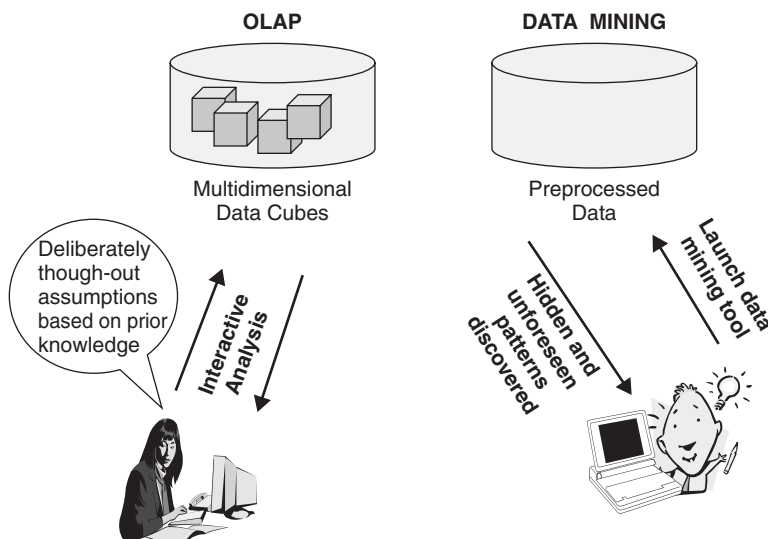 OLAP
DATA MINING
Multidimensional
Data Cubes
Preprocessed
Data
Deliberately
though-out
assumptions
based on prior
knowledge
Interactive
Analysis
Hidden and
unforeseen
patterns
discovered
Launch data
mining tool